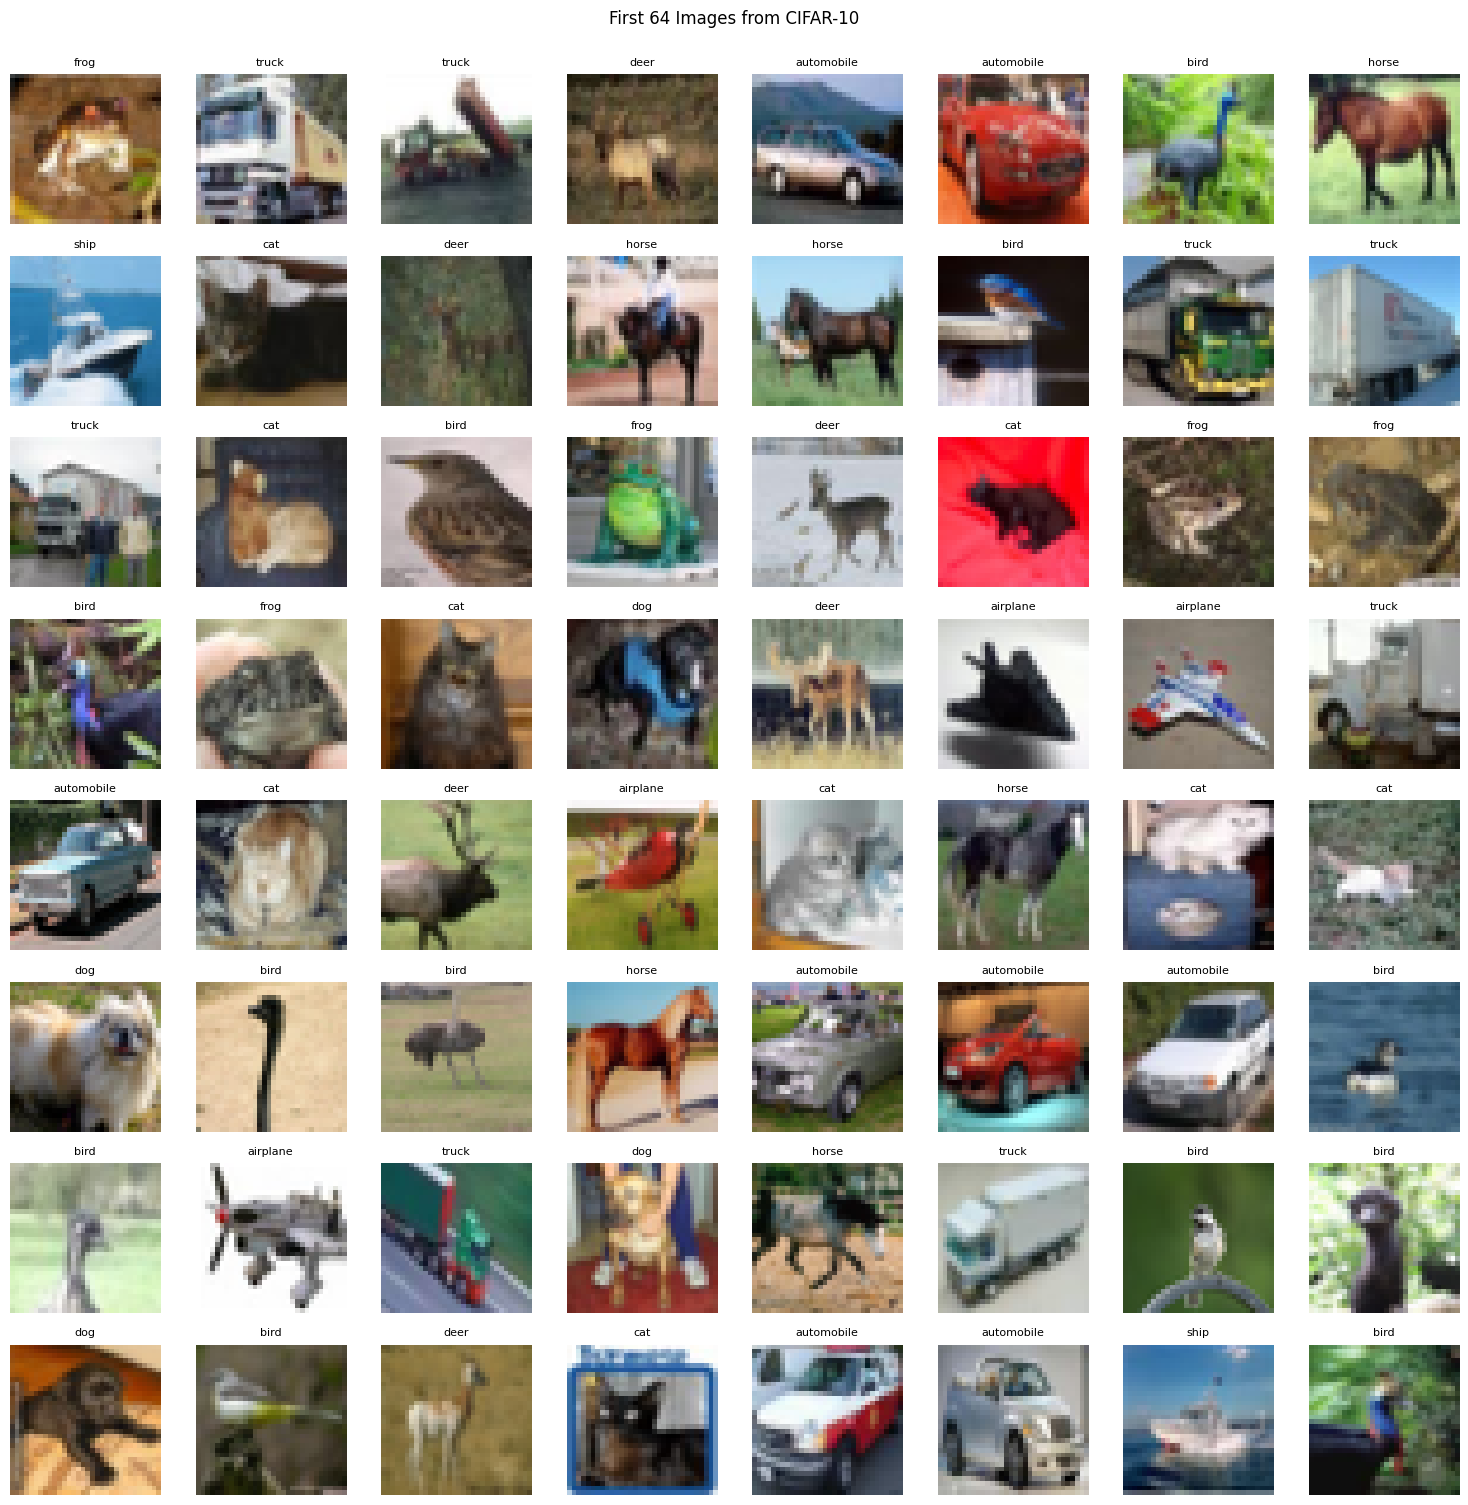 First 64 Images from CIFAR-10
frog truck truck deer automobile automobile bird horse
ship cat deer horse horse bird truck truck
truck cat bird frog deer cat frog frog
bird frog cat dog deer airplane airplane truck
automobile cat deer airplane cat horse cat cat
dog bird bird horse automobile automobile automobile bird
bird airplane truck dog horse truck bird bird
dog bird deer cat automobile automobile ship bird